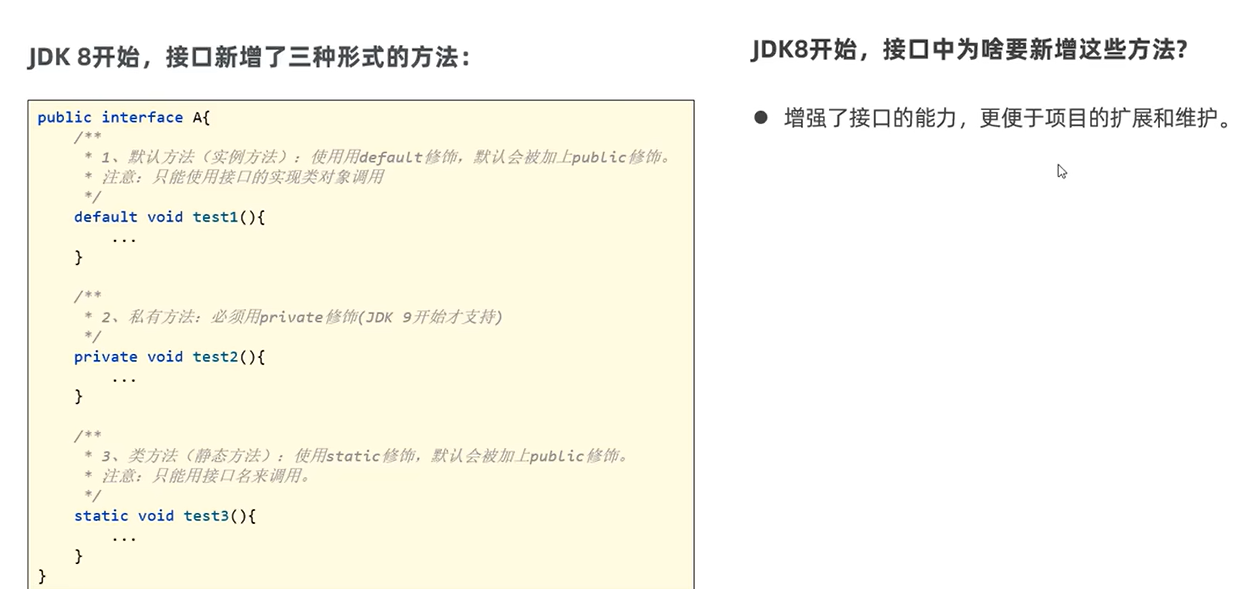 JDK 8开始，接口新增了三种形式的方法：
public interface A{
/**
* 1、默认方法（实例方法）：使用用default修饰，默认会被加上public修饰。
* 注意：只能使用接口的实现类对象调用
*/
default void test1(){
...
}
/**
* 2、私有方法：必须用private修饰(JDK 9开始才支持)
*/
private void test2(){
...
}
/**
* 3、类方法（静态方法）：使用static修饰，默认会被加上public修饰。
* 注意：只能用接口名来调用。
*/
static void test3(){
...
}
}
JDK8开始，接口中为啥要新增这些方法?
● 增强了接口的能力，更便于项目的扩展和维护。